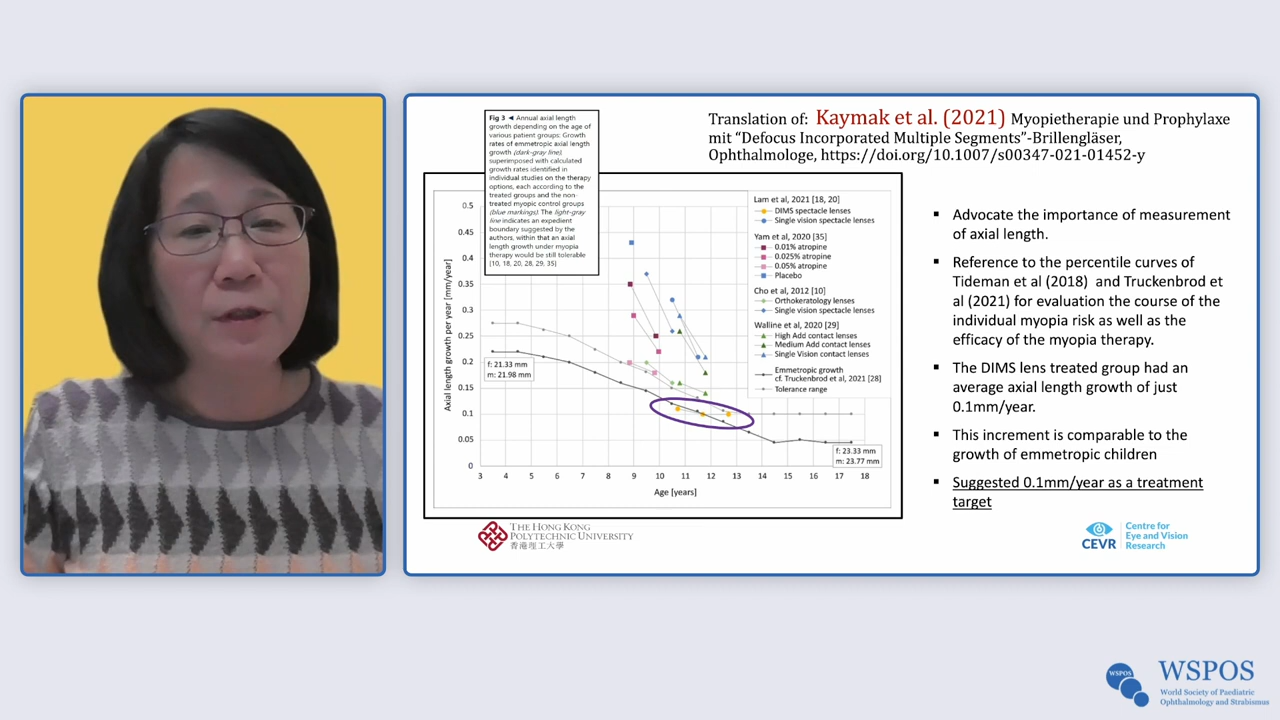 Translation of: Kaymak et al. (2021) Myopietherapie und Prophylaxe
mit “Defocus Incorporated Multiple Segments”-Brillengläser,
Ophthalmologe, https://doi.org/10.1007/s00347-021-01452-y
Fig 3 ◄ Annual axial length
growth depending on the age of
various patient groups: Growth
rates of emmetropic axial length
growth (dark-gray line),
superimposed with calculated
growth rates identified in
individual studies on the therapy
options, each according to the
treated groups and the non-
treated myopic control groups
(blue markings). The light-gray
line indicates an expedient
boundary suggested by the
authors, within that an axial
length growth under myopia
therapy would be still tolerable
[10, 18, 20, 28, 29, 35]
Axial length growth per year [mm/year]
0.5
0.45
0.4
0.35
0.3
0.25
0.2
0.15
0.1
0.05
0
f: 21.33 mm
m: 21.98 mm
Lam et al, 2021 [18, 20]
DIMS spectacle lenses
Single vision spectacle lenses
Yam et al, 2020 [35]
0.01% atropine
0.025% atropine
0.05% atropine
Placebo
Cho et al, 2012 [10]
Orthokeratology lenses
Single vision spectacle lenses
Walline et al, 2020 [29]
High Add contact lenses
Medium Add contact lenses
Single Vision contact lenses
Emmetropic growth
cf. Truckenbrod et al, 2021 [28]
Tolerance range
f: 23.33 mm
m: 23.77 mm
3 4 5 6 7 8 9 10 11 12 13 14 15 16 17 18
Age [years]
▪ Advocate the importance of measurement
of axial length.
▪ Reference to the percentile curves of
Tideman et al (2018) and Truckenbrod et
al (2021) for evaluation the course of the
individual myopia risk as well as the
efficacy of the myopia therapy.
▪ The DIMS lens treated group had an
average axial length growth of just
0.1mm/year.
▪ This increment is comparable to the
growth of emmetropic children
▪ Suggested 0.1mm/year as a treatment
target
THE HONG KONG
POLYTECHNIC UNIVERSITY
香港理工大學
CEVR
Centre for
Eye and Vision
Research
WSPOS
WSPOS
World Society of Paediatric
Ophthalmology and Strabismus